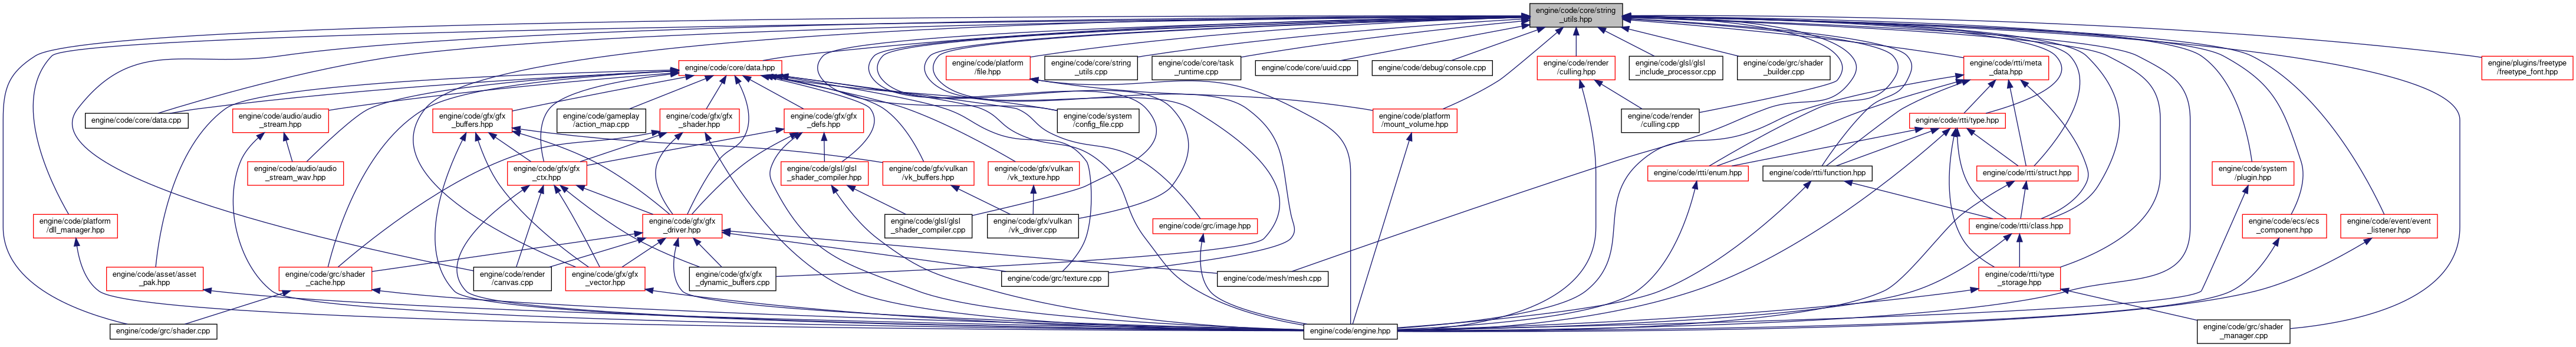 engine/code/core/string
_utils.hpp
engine/code/core/data.hpp
engine/code/platform
/file.hpp
engine/code/core/string
_utils.cpp
engine/code/core/task
_runtime.cpp
engine/code/core/uuid.cpp
engine/code/debug/console.cpp
engine/code/render
/culling.hpp
engine/code/glsl/glsl
_include_processor.cpp
engine/code/grc/shader
_builder.cpp
engine/code/rtti/meta
_data.hpp
engine/plugins/freetype
/freetype_font.hpp
engine/code/core/data.cpp
engine/code/audio/audio
_stream.hpp
engine/code/gfx/gfx
_buffers.hpp
engine/code/gameplay
/action_map.cpp
engine/code/gfx/gfx
_shader.hpp
engine/code/gfx/gfx
_defs.hpp
engine/code/system
/config_file.cpp
engine/code/platform
/mount_volume.hpp
engine/code/render
/culling.cpp
engine/code/rtti/type.hpp
engine/code/audio/audio
_stream_wav.hpp
engine/code/gfx/gfx
_ctx.hpp
engine/code/glsl/glsl
_shader_compiler.hpp
engine/code/gfx/vulkan
/vk_buffers.hpp
engine/code/gfx/vulkan
/vk_texture.hpp
engine/code/rtti/enum.hpp
engine/code/rtti/function.hpp
engine/code/rtti/struct.hpp
engine/code/system
/plugin.hpp
engine/code/platform
/dll_manager.hpp
engine/code/gfx/gfx
_driver.hpp
engine/code/glsl/glsl
_shader_compiler.cpp
engine/code/gfx/vulkan
/vk_driver.cpp
engine/code/grc/image.hpp
engine/code/rtti/class.hpp
engine/code/ecs/ecs
_component.hpp
engine/code/event/event
_listener.hpp
engine/code/asset/asset
_pak.hpp
engine/code/grc/shader
_cache.hpp
engine/code/render
/canvas.cpp
engine/code/gfx/gfx
_vector.hpp
engine/code/gfx/gfx
_dynamic_buffers.cpp
engine/code/grc/texture.cpp
engine/code/mesh/mesh.cpp
engine/code/rtti/type
_storage.hpp
engine/code/grc/shader.cpp
engine/code/engine.hpp
engine/code/grc/shader
_manager.cpp